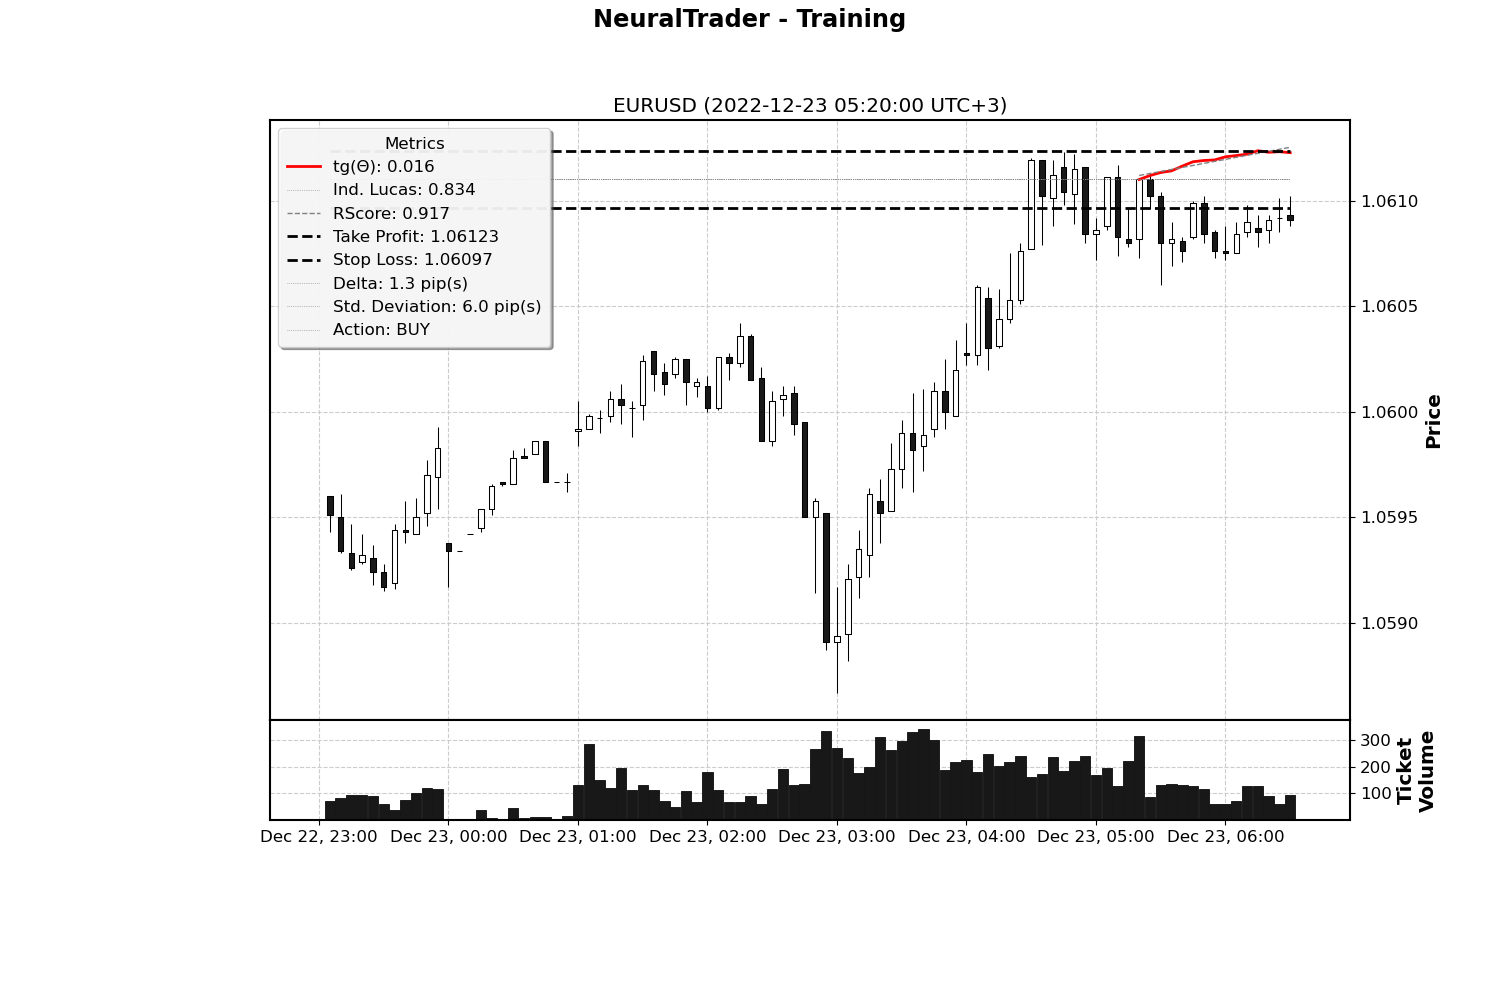 NeuralTrader - Training
EURUSD (2022-12-23 05:20:00 UTC+3)
Metrics
tg(Θ): 0.016
Ind. Lucas: 0.834
RScore: 0.917
Take Profit: 1.06123
Stop Loss: 1.06097
Delta: 1.3 pip(s)
Std. Deviation: 6.0 pip(s)
Action: BUY
1.0610
1.0605
1.0600
1.0595
1.0590
Price
300
200
100
Ticket
Volume
Dec 22, 23:00 Dec 23, 00:00 Dec 23, 01:00 Dec 23, 02:00 Dec 23, 03:00 Dec 23, 04:00 Dec 23, 05:00 Dec 23, 06:00